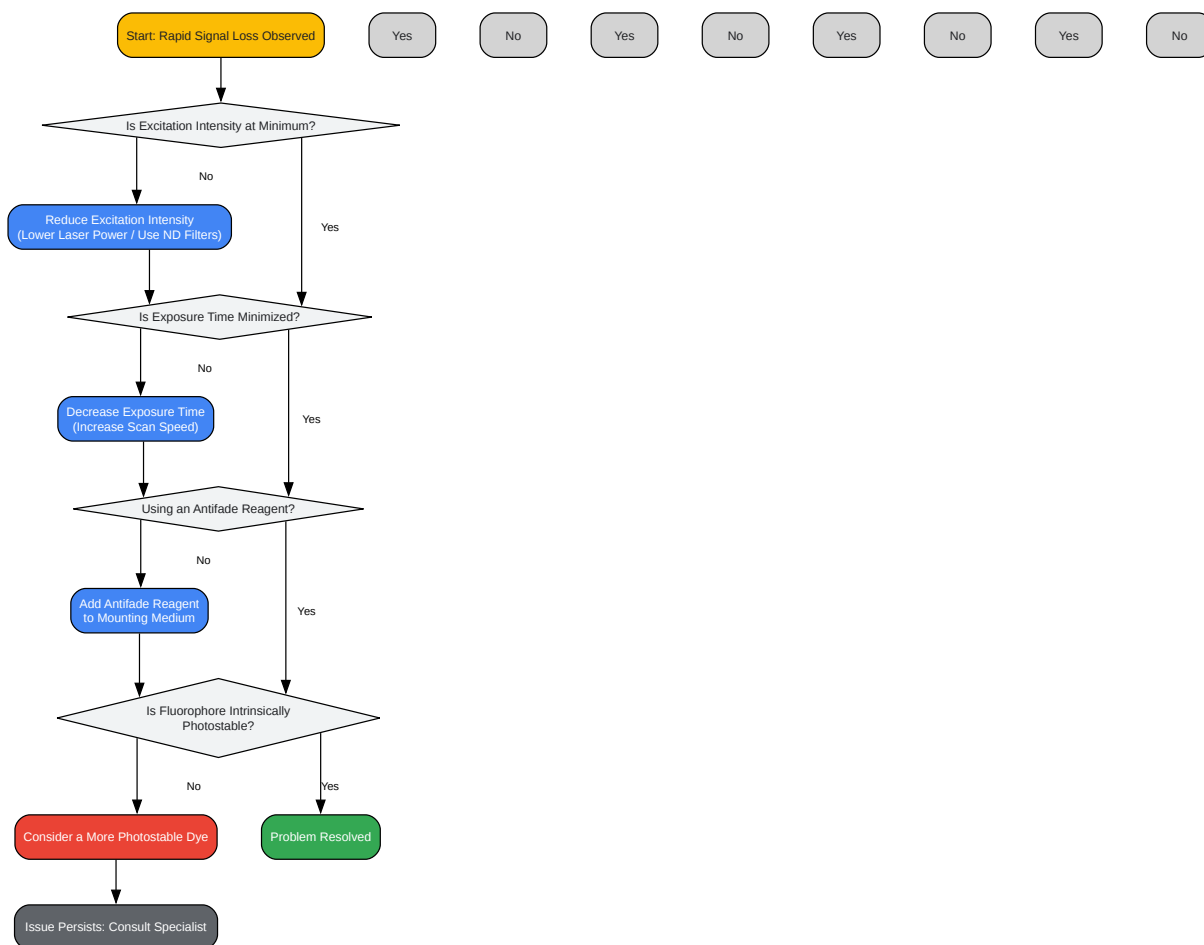 Start: Rapid Signal Loss Observed
Yes
No
Yes
No
Yes
No
Yes
No
Is Excitation Intensity at Minimum?
No
Reduce Excitation Intensity
(Lower Laser Power / Use ND Filters)
Yes
Is Exposure Time Minimized?
No
Decrease Exposure Time
(Increase Scan Speed)
Yes
Using an Antifade Reagent?
No
Add Antifade Reagent
to Mounting Medium
Yes
Is Fluorophore Intrinsically
Photostable?
No
Yes
Consider a More Photostable Dye
Problem Resolved
Issue Persists: Consult Specialist